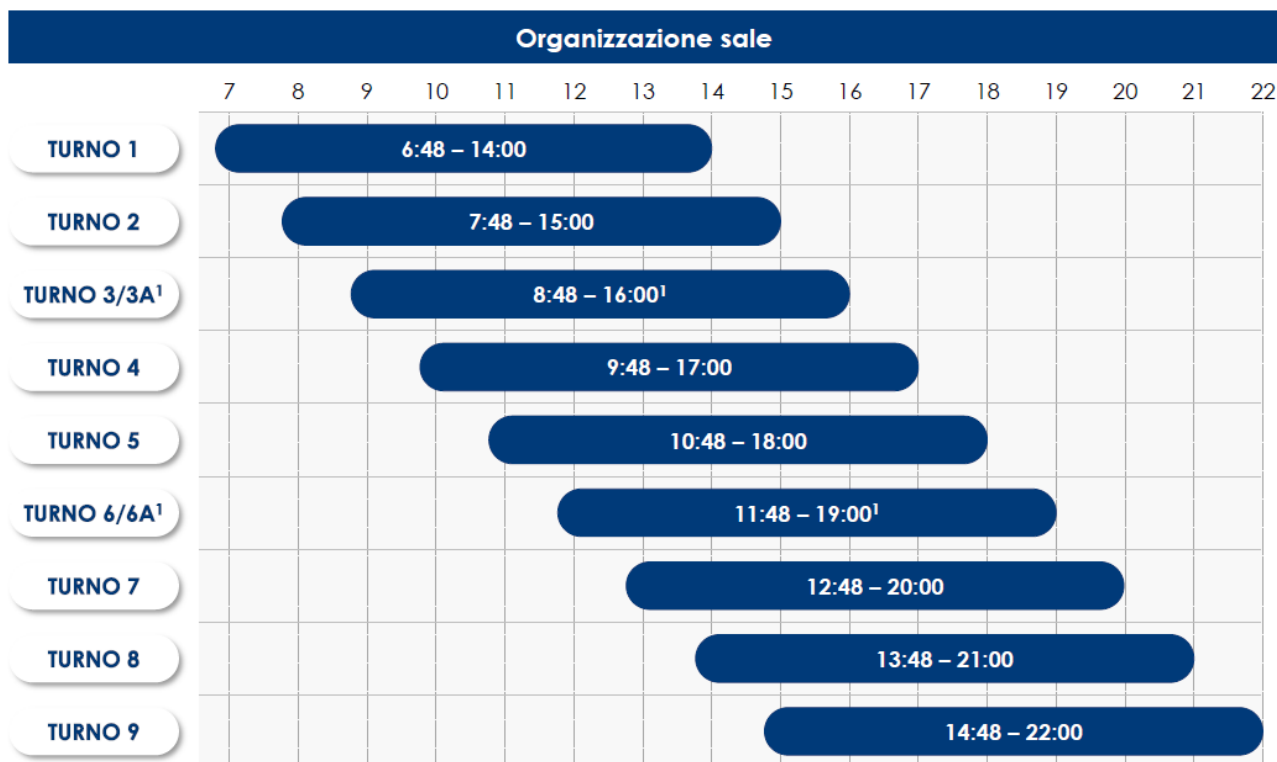 Organizzazione sale
7 8 9 10 11 12 13 14 15 16 17 18 19 20 21 22
TURNO 1 6:48 – 14:00
TURNO 2 7:48 – 15:00
TURNO 3/3A¹ 8:48 – 16:00¹
TURNO 4 9:48 – 17:00
TURNO 5 10:48 – 18:00
TURNO 6/6A¹ 11:48 – 19:00¹
TURNO 7 12:48 – 20:00
TURNO 8 13:48 – 21:00
TURNO 9 14:48 – 22:00